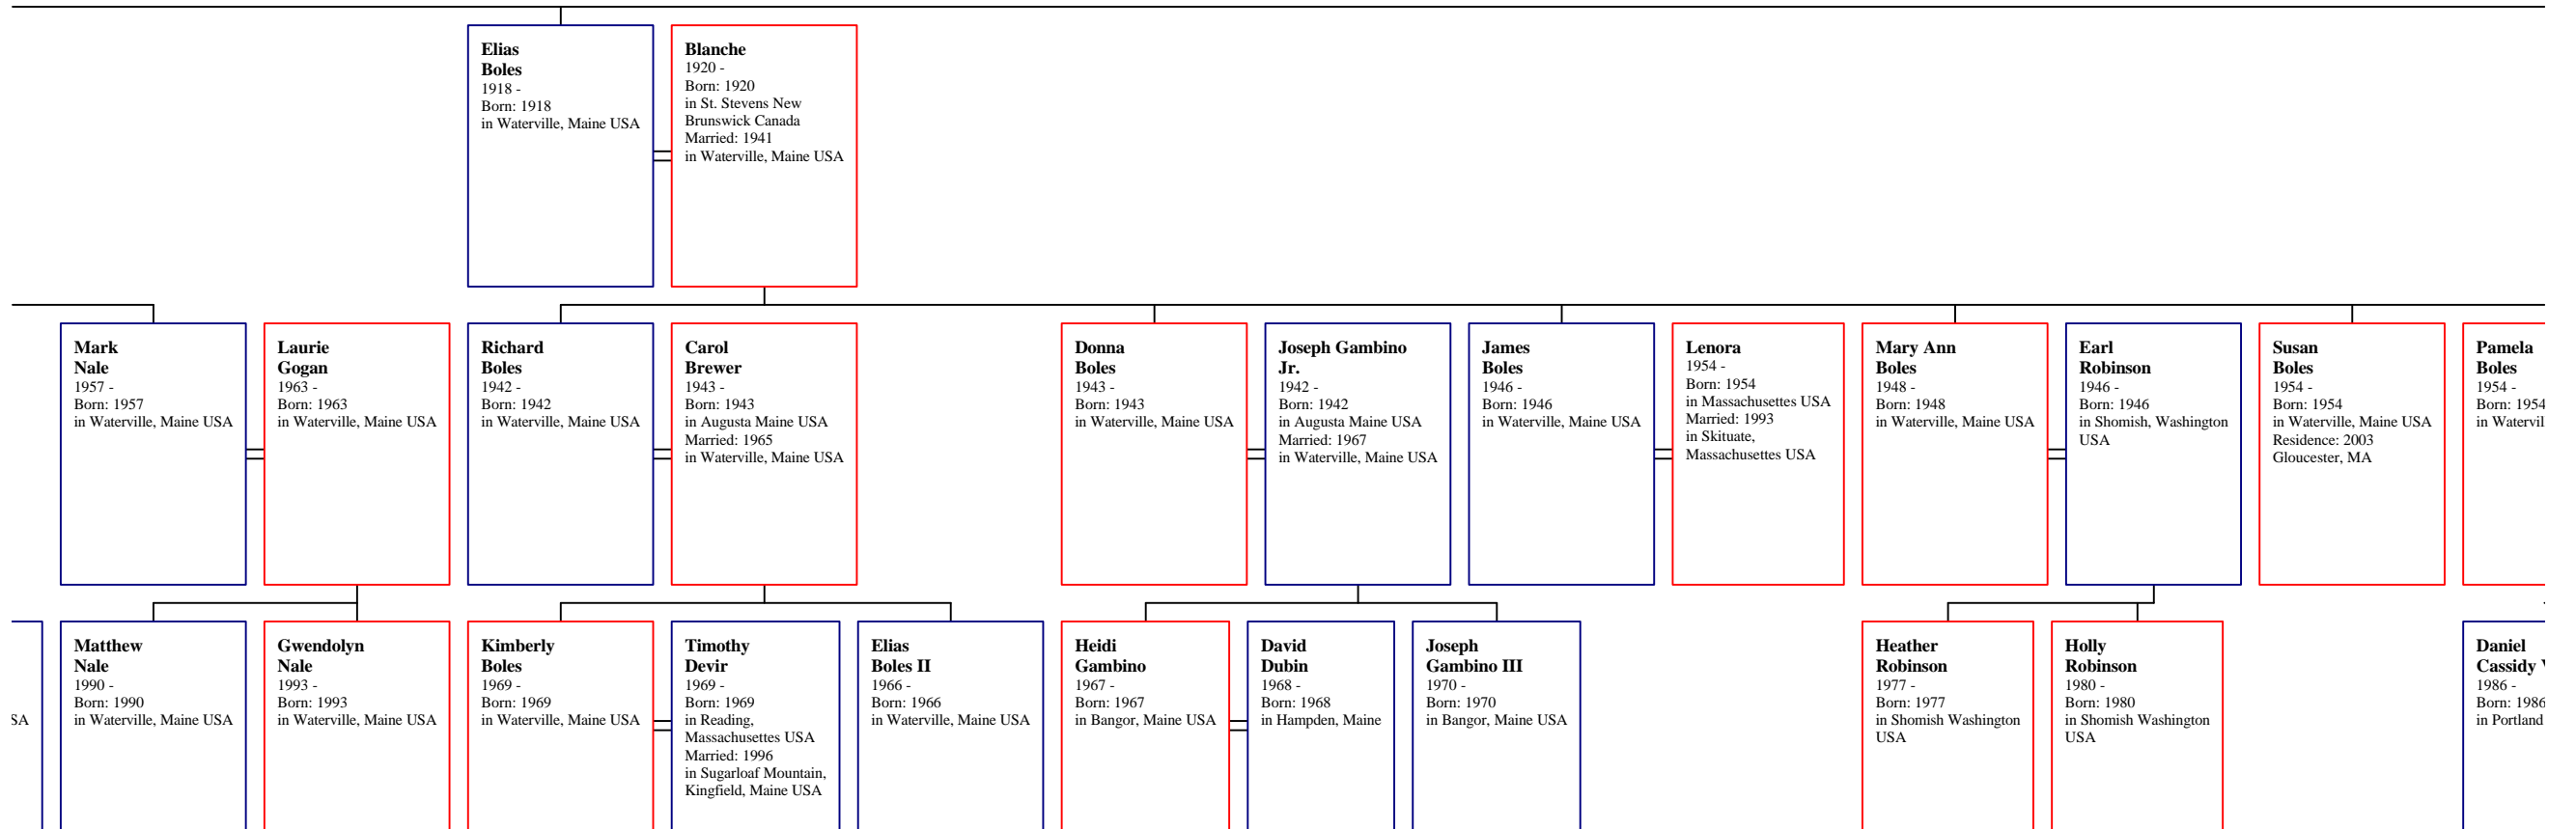 Elias
Boles
1918 -
Born: 1918
in Waterville, Maine USA
Blanche
1920 -
Born: 1920
in St. Stevens New
Brunswick Canada
Married: 1941
in Waterville, Maine USA
Mark
Nale
1957 -
Born: 1957
in Waterville, Maine USA
Laurie
Gogan
1963 -
Born: 1963
in Waterville, Maine USA
Richard
Boles
1942 -
Born: 1942
in Waterville, Maine USA
Carol
Brewer
1943 -
Born: 1943
in Augusta Maine USA
Married: 1965
in Waterville, Maine USA
Donna
Boles
1943 -
Born: 1943
in Waterville, Maine USA
Joseph Gambino
Jr.
1942 -
Born: 1942
in Augusta Maine USA
Married: 1967
in Waterville, Maine USA
James
Boles
1946 -
Born: 1946
in Waterville, Maine USA
Lenora
1954 -
Born: 1954
in Massachusettes USA
Married: 1993
in Skituate,
Massachusettes USA
Mary Ann
Boles
1948 -
Born: 1948
in Waterville, Maine USA
Earl
Robinson
1946 -
Born: 1946
in Shomish, Washington
USA
Susan
Boles
1954 -
Born: 1954
in Waterville, Maine USA
Residence: 2003
Gloucester, MA
Pamela
Boles
1954 -
Born: 1954
in Watervil
SA
Matthew
Nale
1990 -
Born: 1990
in Waterville, Maine USA
Gwendolyn
Nale
1993 -
Born: 1993
in Waterville, Maine USA
Kimberly
Boles
1969 -
Born: 1969
in Waterville, Maine USA
Timothy
Devir
1969 -
Born: 1969
in Reading,
Massachusettes USA
Married: 1996
in Sugarloaf Mountain,
Kingfield, Maine USA
Elias
Boles II
1966 -
Born: 1966
in Waterville, Maine USA
Heidi
Gambino
1967 -
Born: 1967
in Bangor, Maine USA
David
Dubin
1968 -
Born: 1968
in Hampden, Maine
Joseph
Gambino III
1970 -
Born: 1970
in Bangor, Maine USA
Heather
Robinson
1977 -
Born: 1977
in Shomish Washington
USA
Holly
Robinson
1980 -
Born: 1980
in Shomish Washington
USA
Daniel
Cassidy
1986 -
Born: 1986
in Portland